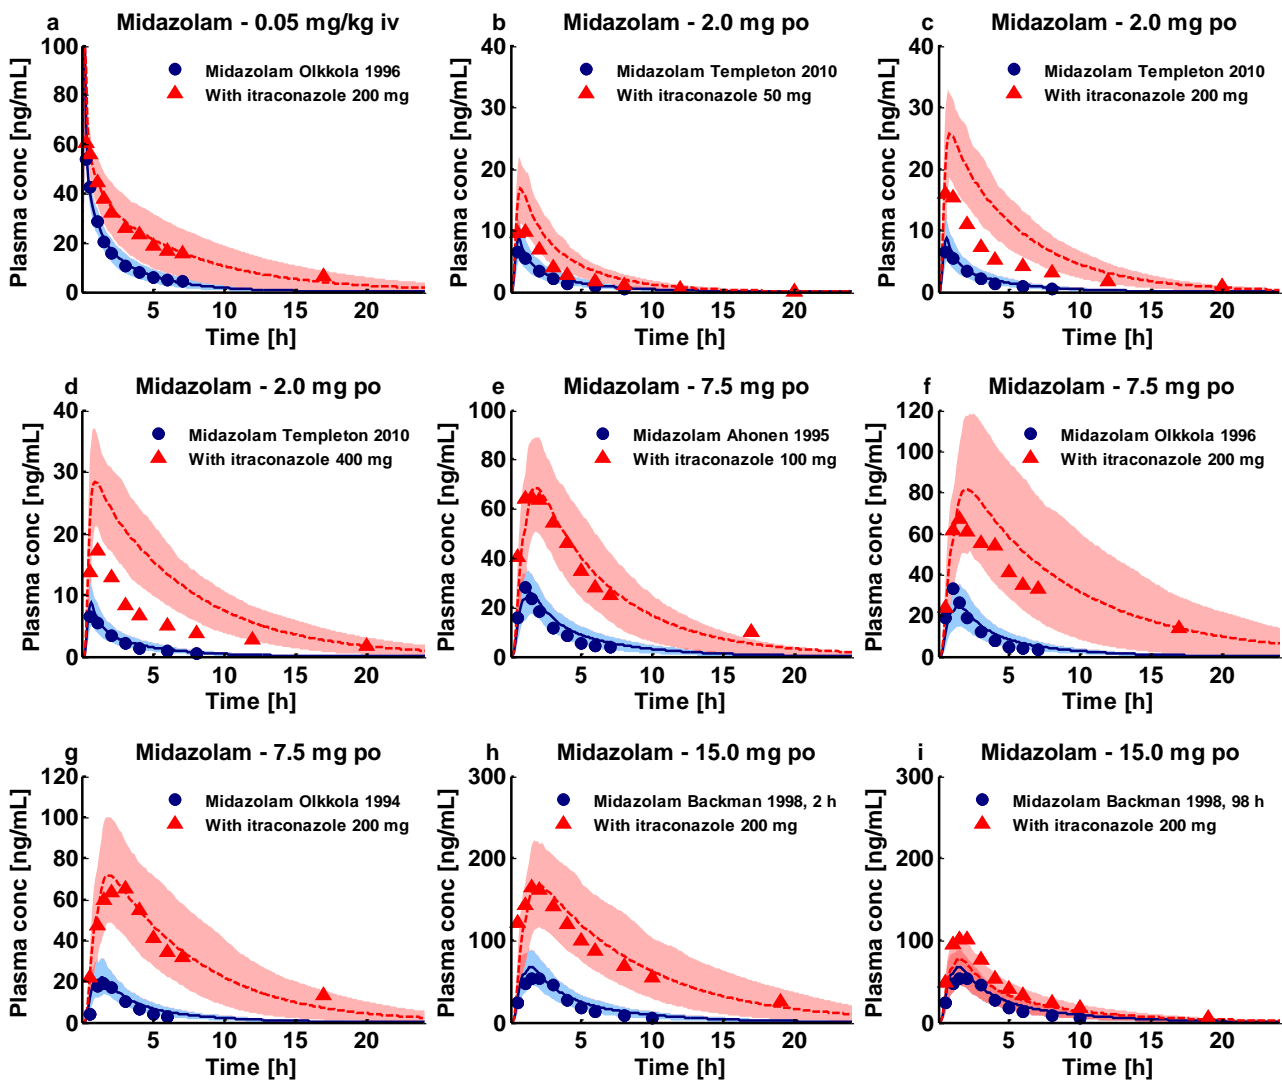 a Midazolam - 0.05 mg/kg iv
100
80
60
40
20
0
Plasma conc [ng/mL]
Midazolam Olkkola 1996
With itraconazole 200 mg
5 10 15 20
Time [h]
b Midazolam - 2.0 mg po
40
30
20
10
0
Plasma conc [ng/mL]
Midazolam Templeton 2010
With itraconazole 50 mg
5 10 15 20
Time [h]
c Midazolam - 2.0 mg po
40
30
20
10
0
Plasma conc [ng/mL]
Midazolam Templeton 2010
With itraconazole 200 mg
5 10 15 20
Time [h]
d Midazolam - 2.0 mg po
40
30
20
10
0
Plasma conc [ng/mL]
Midazolam Templeton 2010
With itraconazole 400 mg
5 10 15 20
Time [h]
e Midazolam - 7.5 mg po
100
80
60
40
20
0
Plasma conc [ng/mL]
Midazolam Ahonen 1995
With itraconazole 100 mg
5 10 15 20
Time [h]
f Midazolam - 7.5 mg po
120
100
80
60
40
20
0
Plasma conc [ng/mL]
Midazolam Olkkola 1996
With itraconazole 200 mg
5 10 15 20
Time [h]
g Midazolam - 7.5 mg po
120
100
80
60
40
20
0
Plasma conc [ng/mL]
Midazolam Olkkola 1994
With itraconazole 200 mg
5 10 15 20
Time [h]
h Midazolam - 15.0 mg po
300
200
100
0
Plasma conc [ng/mL]
Midazolam Backman 1998, 2 h
With itraconazole 200 mg
5 10 15 20
Time [h]
i Midazolam - 15.0 mg po
300
200
100
0
Plasma conc [ng/mL]
Midazolam Backman 1998, 98 h
With itraconazole 200 mg
5 10 15 20
Time [h]